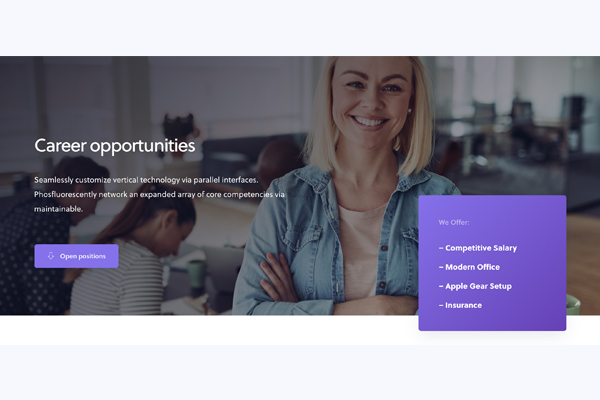 Career opportunities
Seamlessly customize vertical technology via parallel interfaces.
Phosfluorescently network an expanded array of core competencies via
maintainable.
Open positions
We Offer:
– Competitive Salary
– Modern Office
– Apple Gear Setup
– Insurance